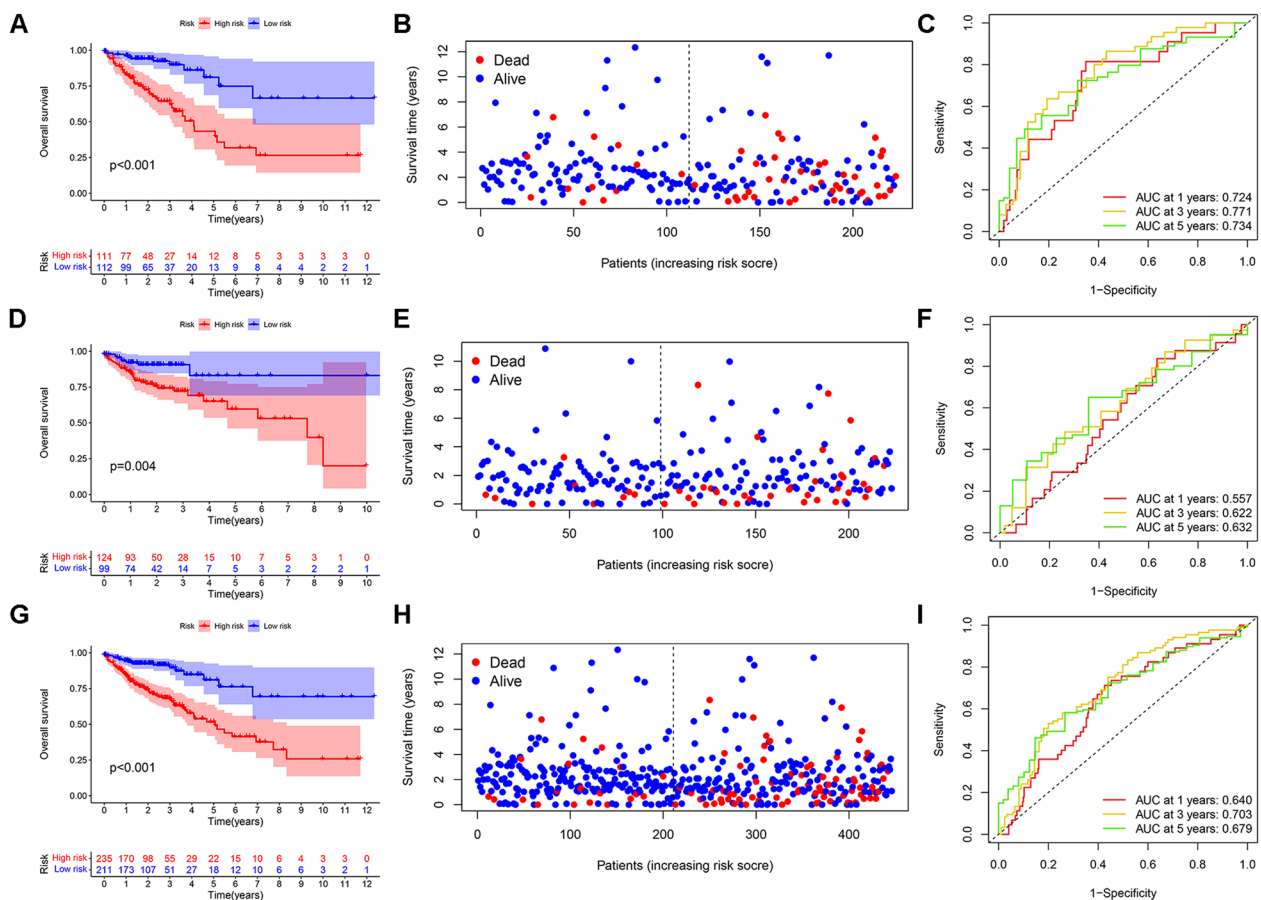 A
Risk High risk Low risk
1.00
0.75
0.50
0.25
0.00
Overall survival
p<0.001
0 1 2 3 4 5 6 7 8 9 10 11 12
Time(years)
Risk
High risk 111 77 48 27 14 12 8 5 3 3 3 3 0
Low risk 112 99 65 37 20 13 9 8 4 4 2 2 1
0 1 2 3 4 5 6 7 8 9 10 11 12
Time(years)
B
Dead
Alive
12
10
8
6
4
2
0
Survival time (years)
0 50 100 150 200
Patients (increasing risk socre)
C
1.0
0.8
0.6
0.4
0.2
0.0
Sensitivity
AUC at 1 years: 0.724
AUC at 3 years: 0.771
AUC at 5 years: 0.734
0.0 0.2 0.4 0.6 0.8 1.0
1−Specificity
D
Risk High risk Low risk
1.00
0.75
0.50
0.25
0.00
Overall survival
p=0.004
0 1 2 3 4 5 6 7 8 9 10
Time(years)
Risk
High risk 124 93 50 28 15 10 7 5 3 1 0
Low risk 99 74 42 14 7 5 3 2 2 2 1
0 1 2 3 4 5 6 7 8 9 10
Time(years)
E
Dead
Alive
10
8
6
4
2
0
Survival time (years)
0 50 100 150 200
Patients (increasing risk socre)
F
1.0
0.8
0.6
0.4
0.2
0.0
Sensitivity
AUC at 1 years: 0.557
AUC at 3 years: 0.622
AUC at 5 years: 0.632
0.0 0.2 0.4 0.6 0.8 1.0
1−Specificity
G
Risk High risk Low risk
1.00
0.75
0.50
0.25
0.00
Overall survival
p<0.001
0 1 2 3 4 5 6 7 8 9 10 11 12
Time(years)
Risk
High risk 235 170 98 55 29 22 15 10 6 4 3 3 0
Low risk 211 173 107 51 27 18 12 10 6 6 3 2 1
0 1 2 3 4 5 6 7 8 9 10 11 12
Time(years)
H
Dead
Alive
12
10
8
6
4
2
0
Survival time (years)
0 100 200 300 400
Patients (increasing risk socre)
I
1.0
0.8
0.6
0.4
0.2
0.0
Sensitivity
AUC at 1 years: 0.640
AUC at 3 years: 0.703
AUC at 5 years: 0.679
0.0 0.2 0.4 0.6 0.8 1.0
1−Specificity